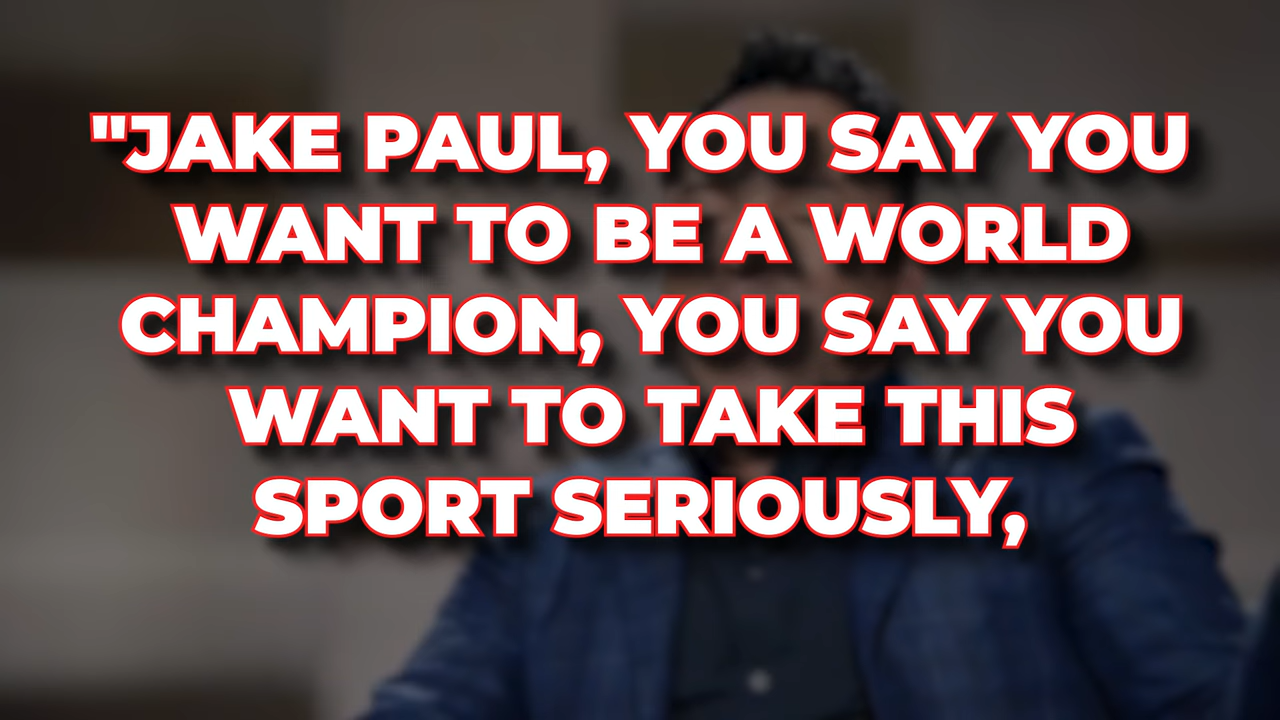 "JAKE PAUL, YOU SAY YOU
WANT TO BE A WORLD
CHAMPION, YOU SAY YOU
WANT TO TAKE THIS
SPORT SERIOUSLY,